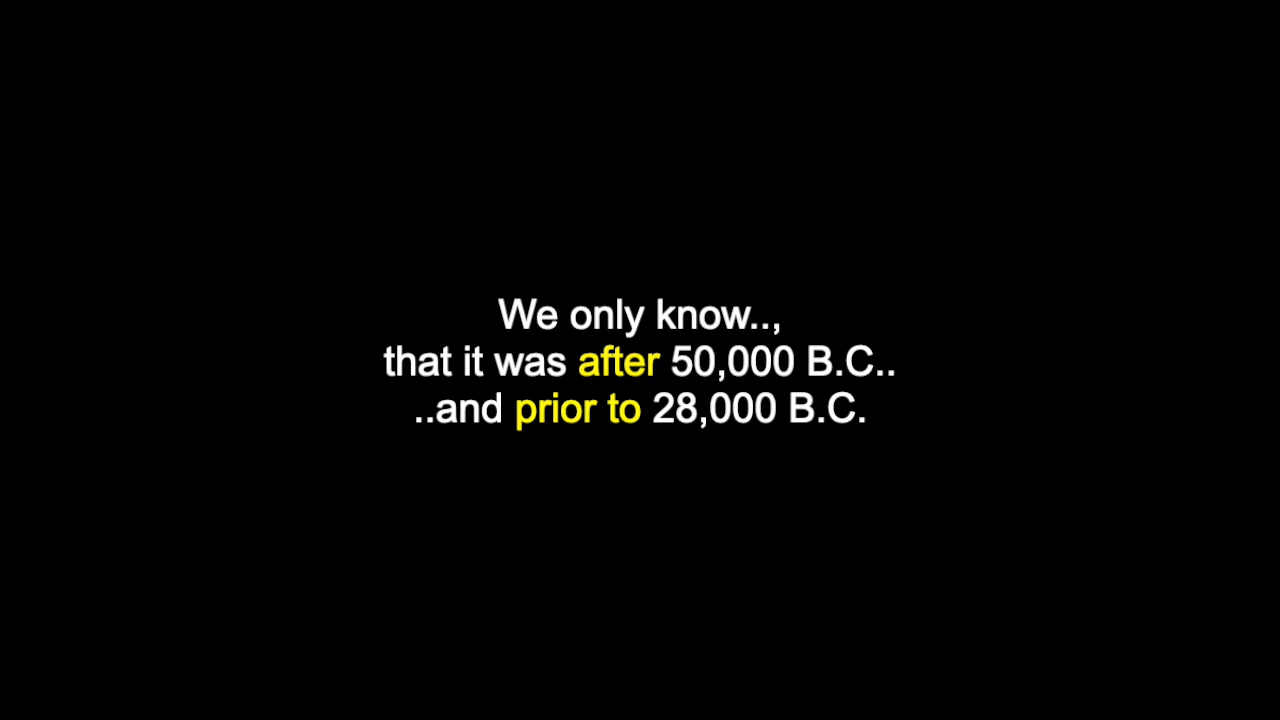 We only know..,
that it was after 50,000 B.C..
..and prior to 28,000 B.C.